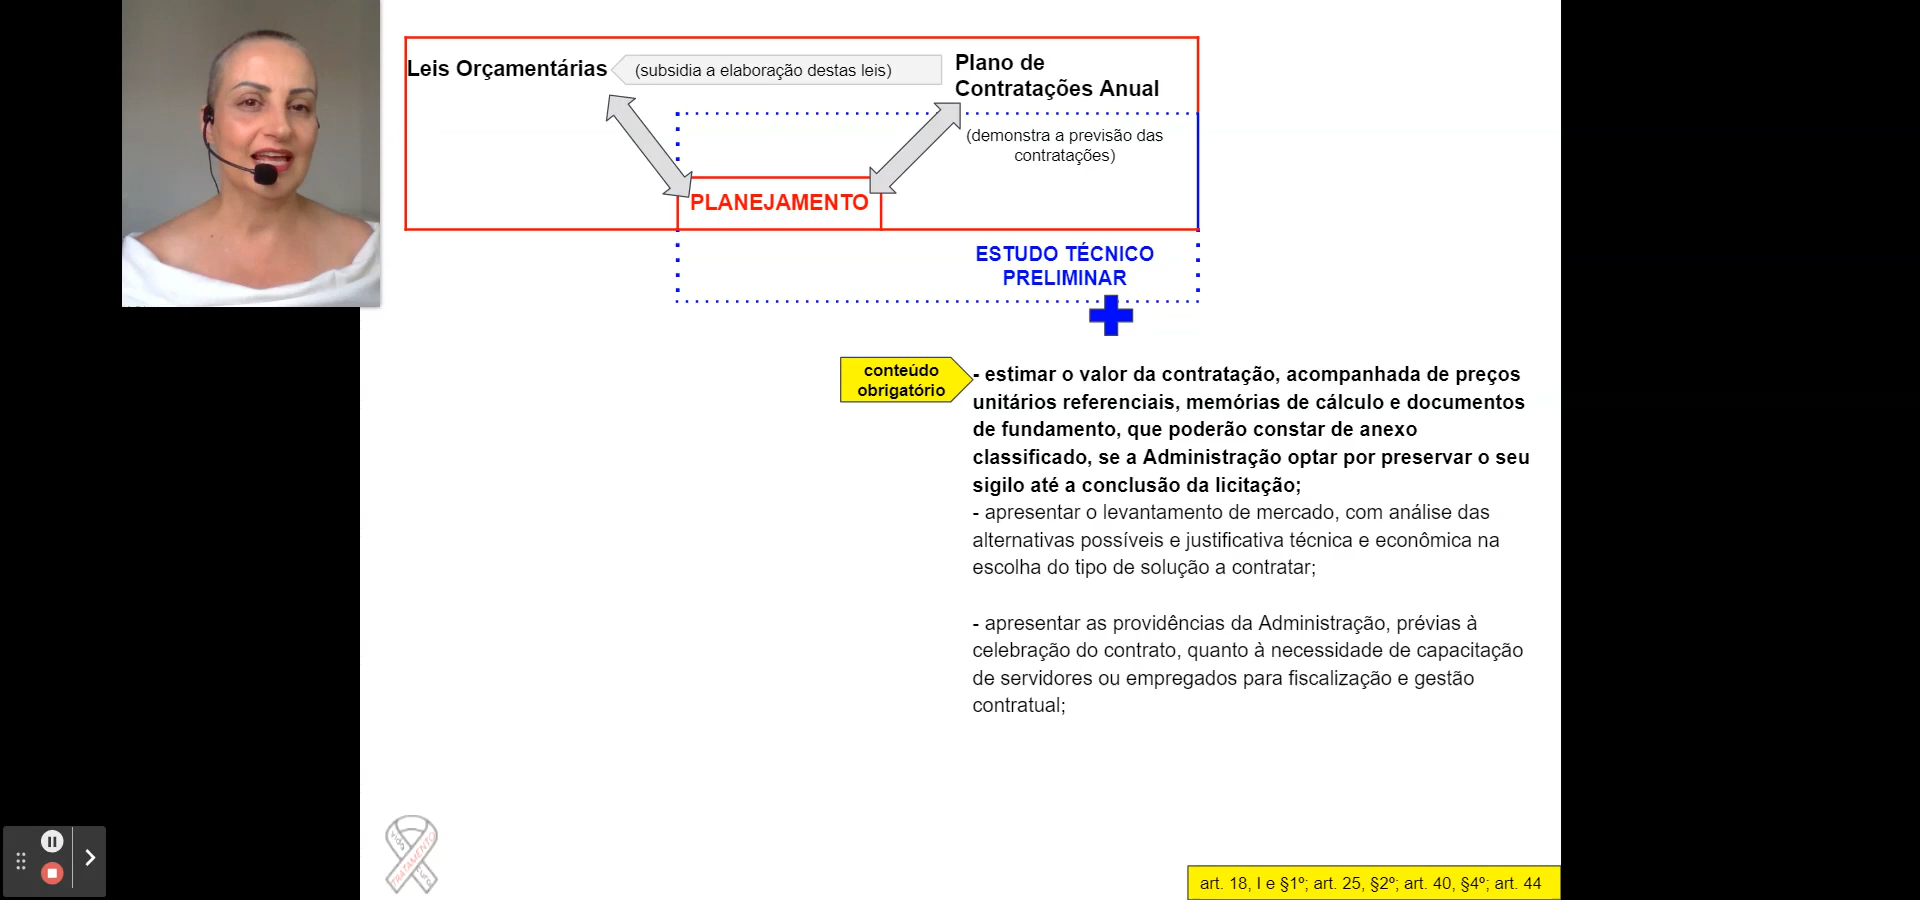 Leis Orçamentárias
(subsidia a elaboração destas leis)
Plano de
Contratações Anual
(demonstra a previsão das
contratações)
PLANEJAMENTO
ESTUDO TÉCNICO
PRELIMINAR
conteúdo
obrigatório
- estimar o valor da contratação, acompanhada de preços
unitários referenciais, memórias de cálculo e documentos
de fundamento, que poderão constar de anexo
classificado, se a Administração optar por preservar o seu
sigilo até a conclusão da licitação;
- apresentar o levantamento de mercado, com análise das
alternativas possíveis e justificativa técnica e econômica na
escolha do tipo de solução a contratar;
- apresentar as providências da Administração, prévias à
celebração do contrato, quanto à necessidade de capacitação
de servidores ou empregados para fiscalização e gestão
contratual;
TRATAMENTO
art. 18, I e §1º; art. 25, §2º; art. 40, §4º; art. 44